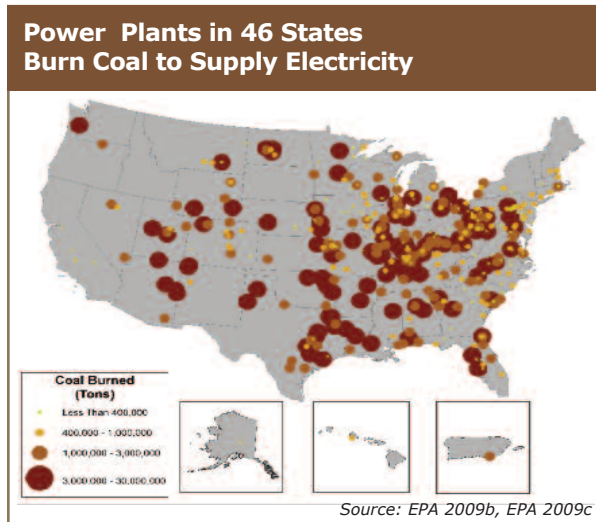 Power Plants in 46 States
Burn Coal to Supply Electricity
Coal Burned
(Tons)
Less Than 400,000
400,000 - 1,000,000
1,000,000 - 3,000,000
3,000,000 - 30,000,000
Source: EPA 2009b, EPA 2009c